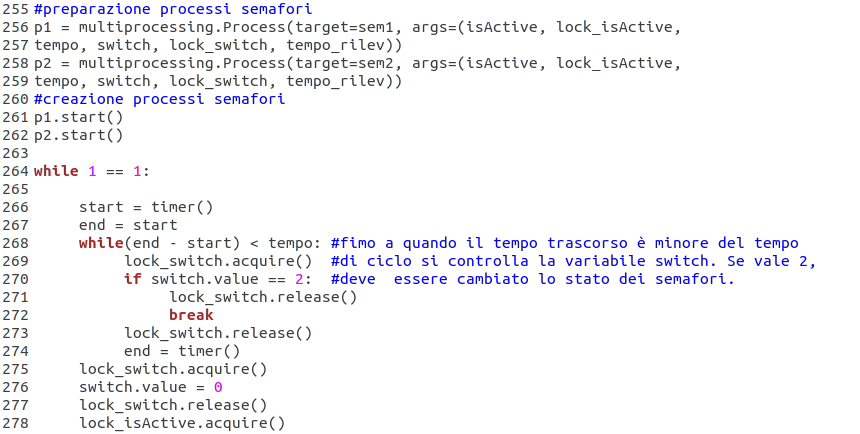 255 #preparazione processi semafori
256 p1 = multiprocessing.Process(target=sem1, args=(isActive, lock_isActive,
257 tempo, switch, lock_switch, tempo_rilev))
258 p2 = multiprocessing.Process(target=sem2, args=(isActive, lock_isActive,
259 tempo, switch, lock_switch, tempo_rilev))
260 #creazione processi semafori
261 p1.start()
262 p2.start()
263
264 while 1 == 1:
265
266      start = timer()
267      end = start
268      while(end - start) < tempo: #fimo a quando il tempo trascorso è minore del tempo
269           lock_switch.acquire()  #di ciclo si controlla la variabile switch. Se vale 2,
270           if switch.value == 2:  #deve  essere cambiato lo stato dei semafori.
271                lock_switch.release()
272                break
273           lock_switch.release()
274           end = timer()
275      lock_switch.acquire()
276      switch.value = 0
277      lock_switch.release()
278      lock_isActive.acquire()